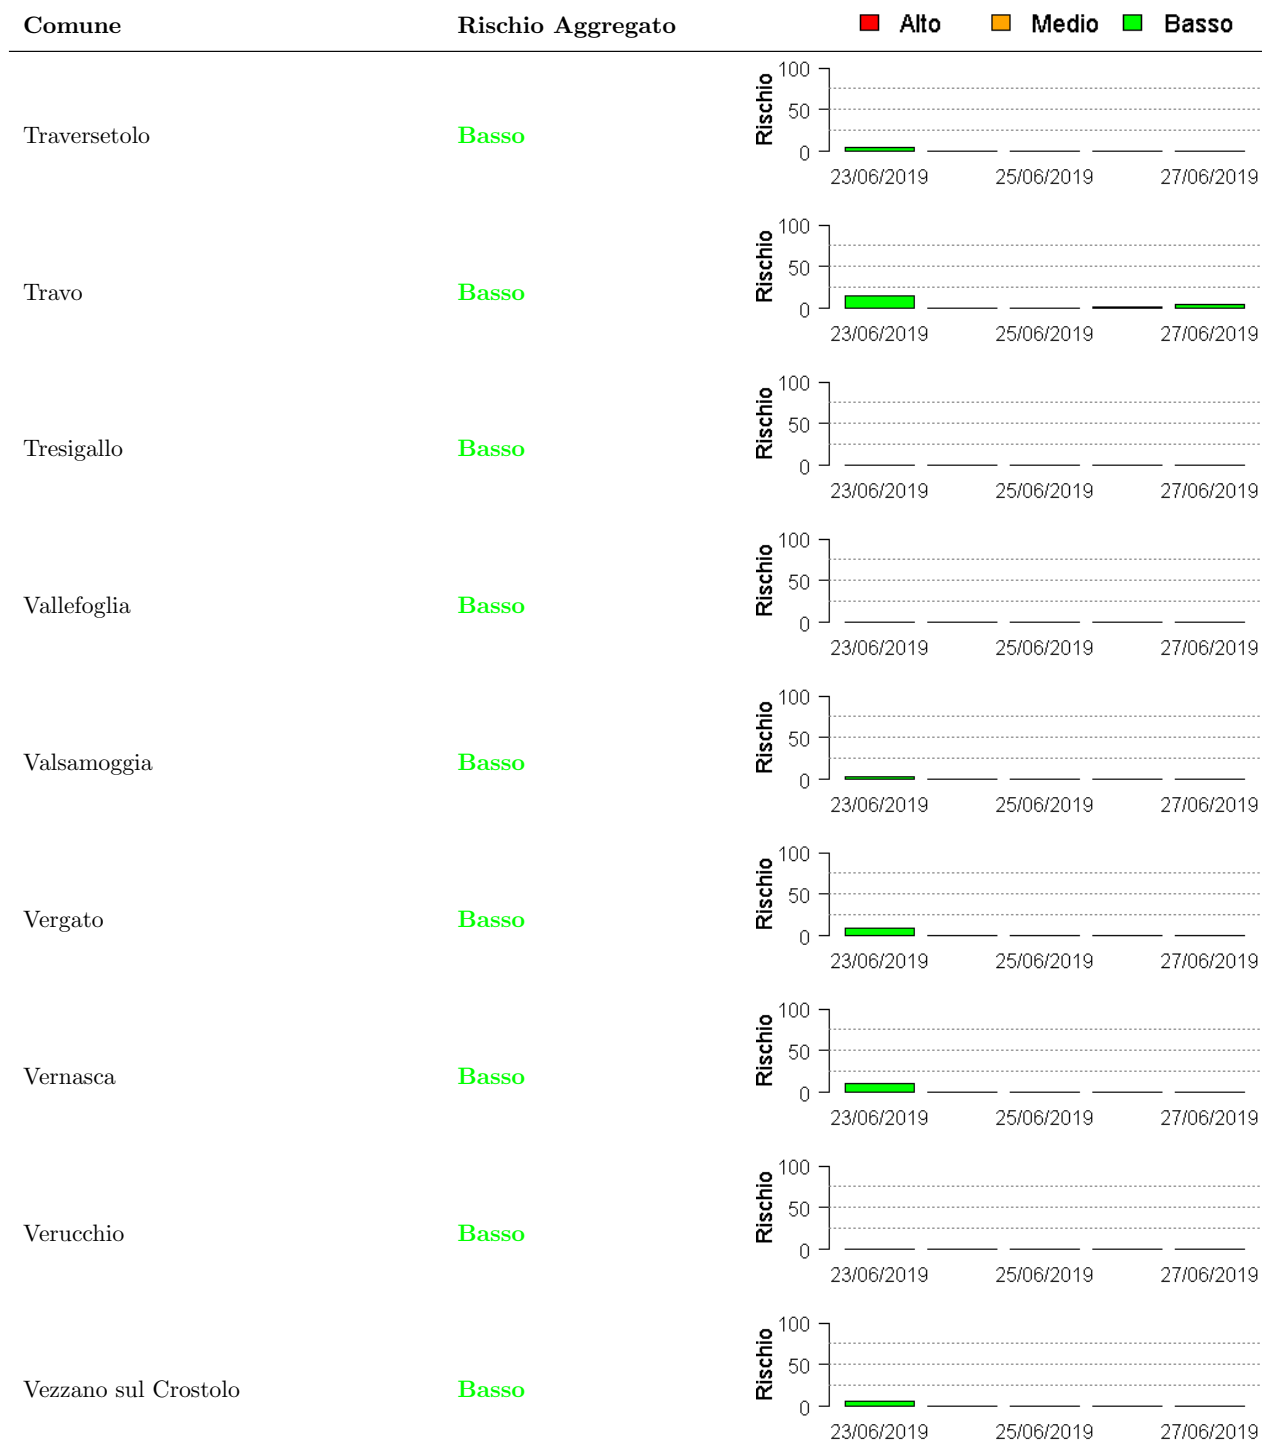 Comune Rischio Aggregato Alto Medio Basso
Traversetolo Basso
Rischio
100
50
0
23/06/2019 25/06/2019 27/06/2019
Travo Basso
Rischio
100
50
0
23/06/2019 25/06/2019 27/06/2019
Tresigallo Basso
Rischio
100
50
0
23/06/2019 25/06/2019 27/06/2019
Vallefoglia Basso
Rischio
100
50
0
23/06/2019 25/06/2019 27/06/2019
Valsamoggia Basso
Rischio
100
50
0
23/06/2019 25/06/2019 27/06/2019
Vergato Basso
Rischio
100
50
0
23/06/2019 25/06/2019 27/06/2019
Vernasca Basso
Rischio
100
50
0
23/06/2019 25/06/2019 27/06/2019
Verucchio Basso
Rischio
100
50
0
23/06/2019 25/06/2019 27/06/2019
Vezzano sul Crostolo Basso
Rischio
100
50
0
23/06/2019 25/06/2019 27/06/2019